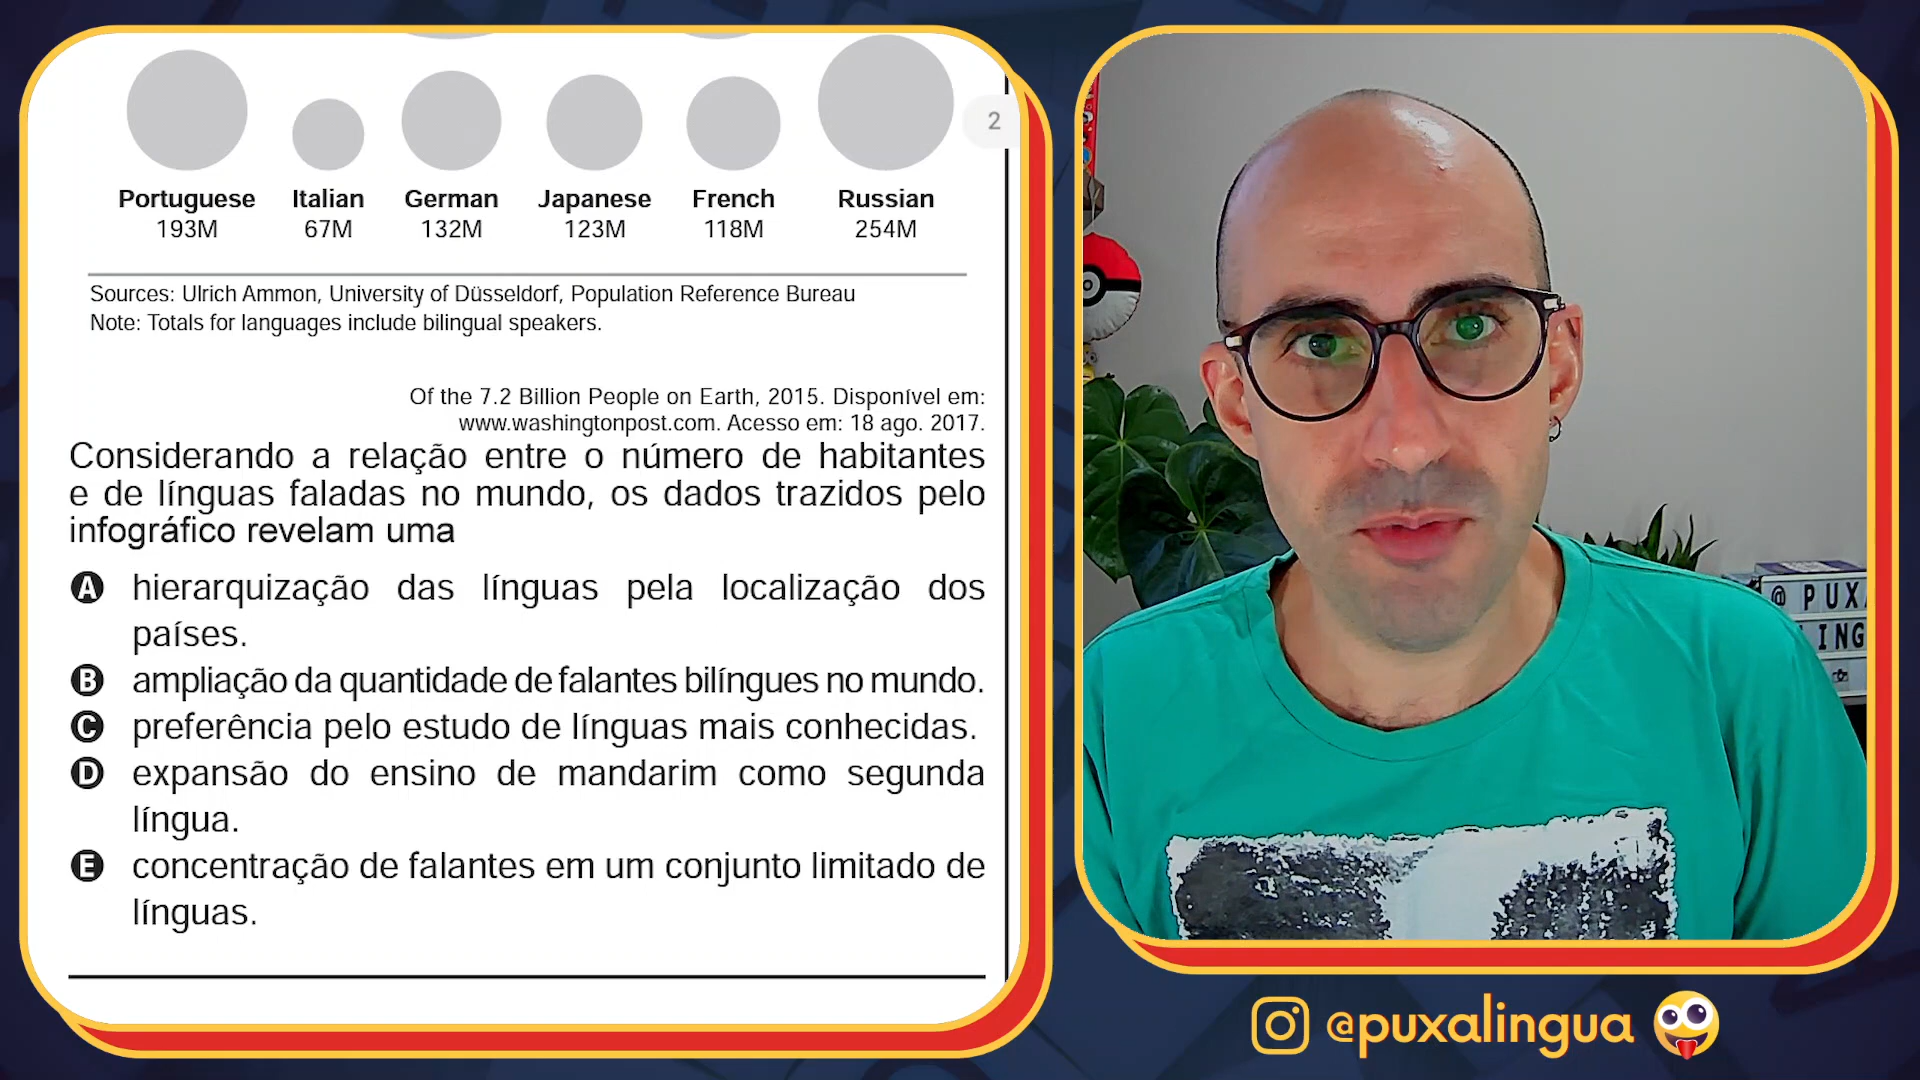 Portuguese Italian German Japanese French Russian
193M 67M 132M 123M 118M 254M
2
Sources: Ulrich Ammon, University of Düsseldorf, Population Reference Bureau
Note: Totals for languages include bilingual speakers.
Of the 7.2 Billion People on Earth, 2015. Disponível em:
www.washingtonpost.com. Acesso em: 18 ago. 2017.
Considerando a relação entre o número de habitantes
e de línguas faladas no mundo, os dados trazidos pelo
infográfico revelam uma
A hierarquização das línguas pela localização dos
países.
B ampliação da quantidade de falantes bilíngues no mundo.
C preferência pelo estudo de línguas mais conhecidas.
D expansão do ensino de mandarim como segunda
língua.
E concentração de falantes em um conjunto limitado de
línguas.
@ PUXA
LING
@puxalingua